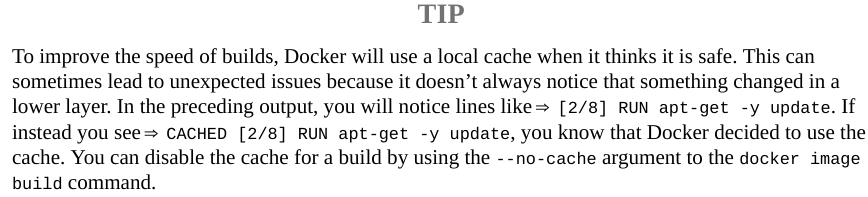 TIP
To improve the speed of builds, Docker will use a local cache when it thinks it is safe. This can
sometimes lead to unexpected issues because it doesn’t always notice that something changed in a
lower layer. In the preceding output, you will notice lines like ⇒ [2/8] RUN apt-get -y update. If
instead you see ⇒ CACHED [2/8] RUN apt-get -y update, you know that Docker decided to use the
cache. You can disable the cache for a build by using the --no-cache argument to the docker image
build command.